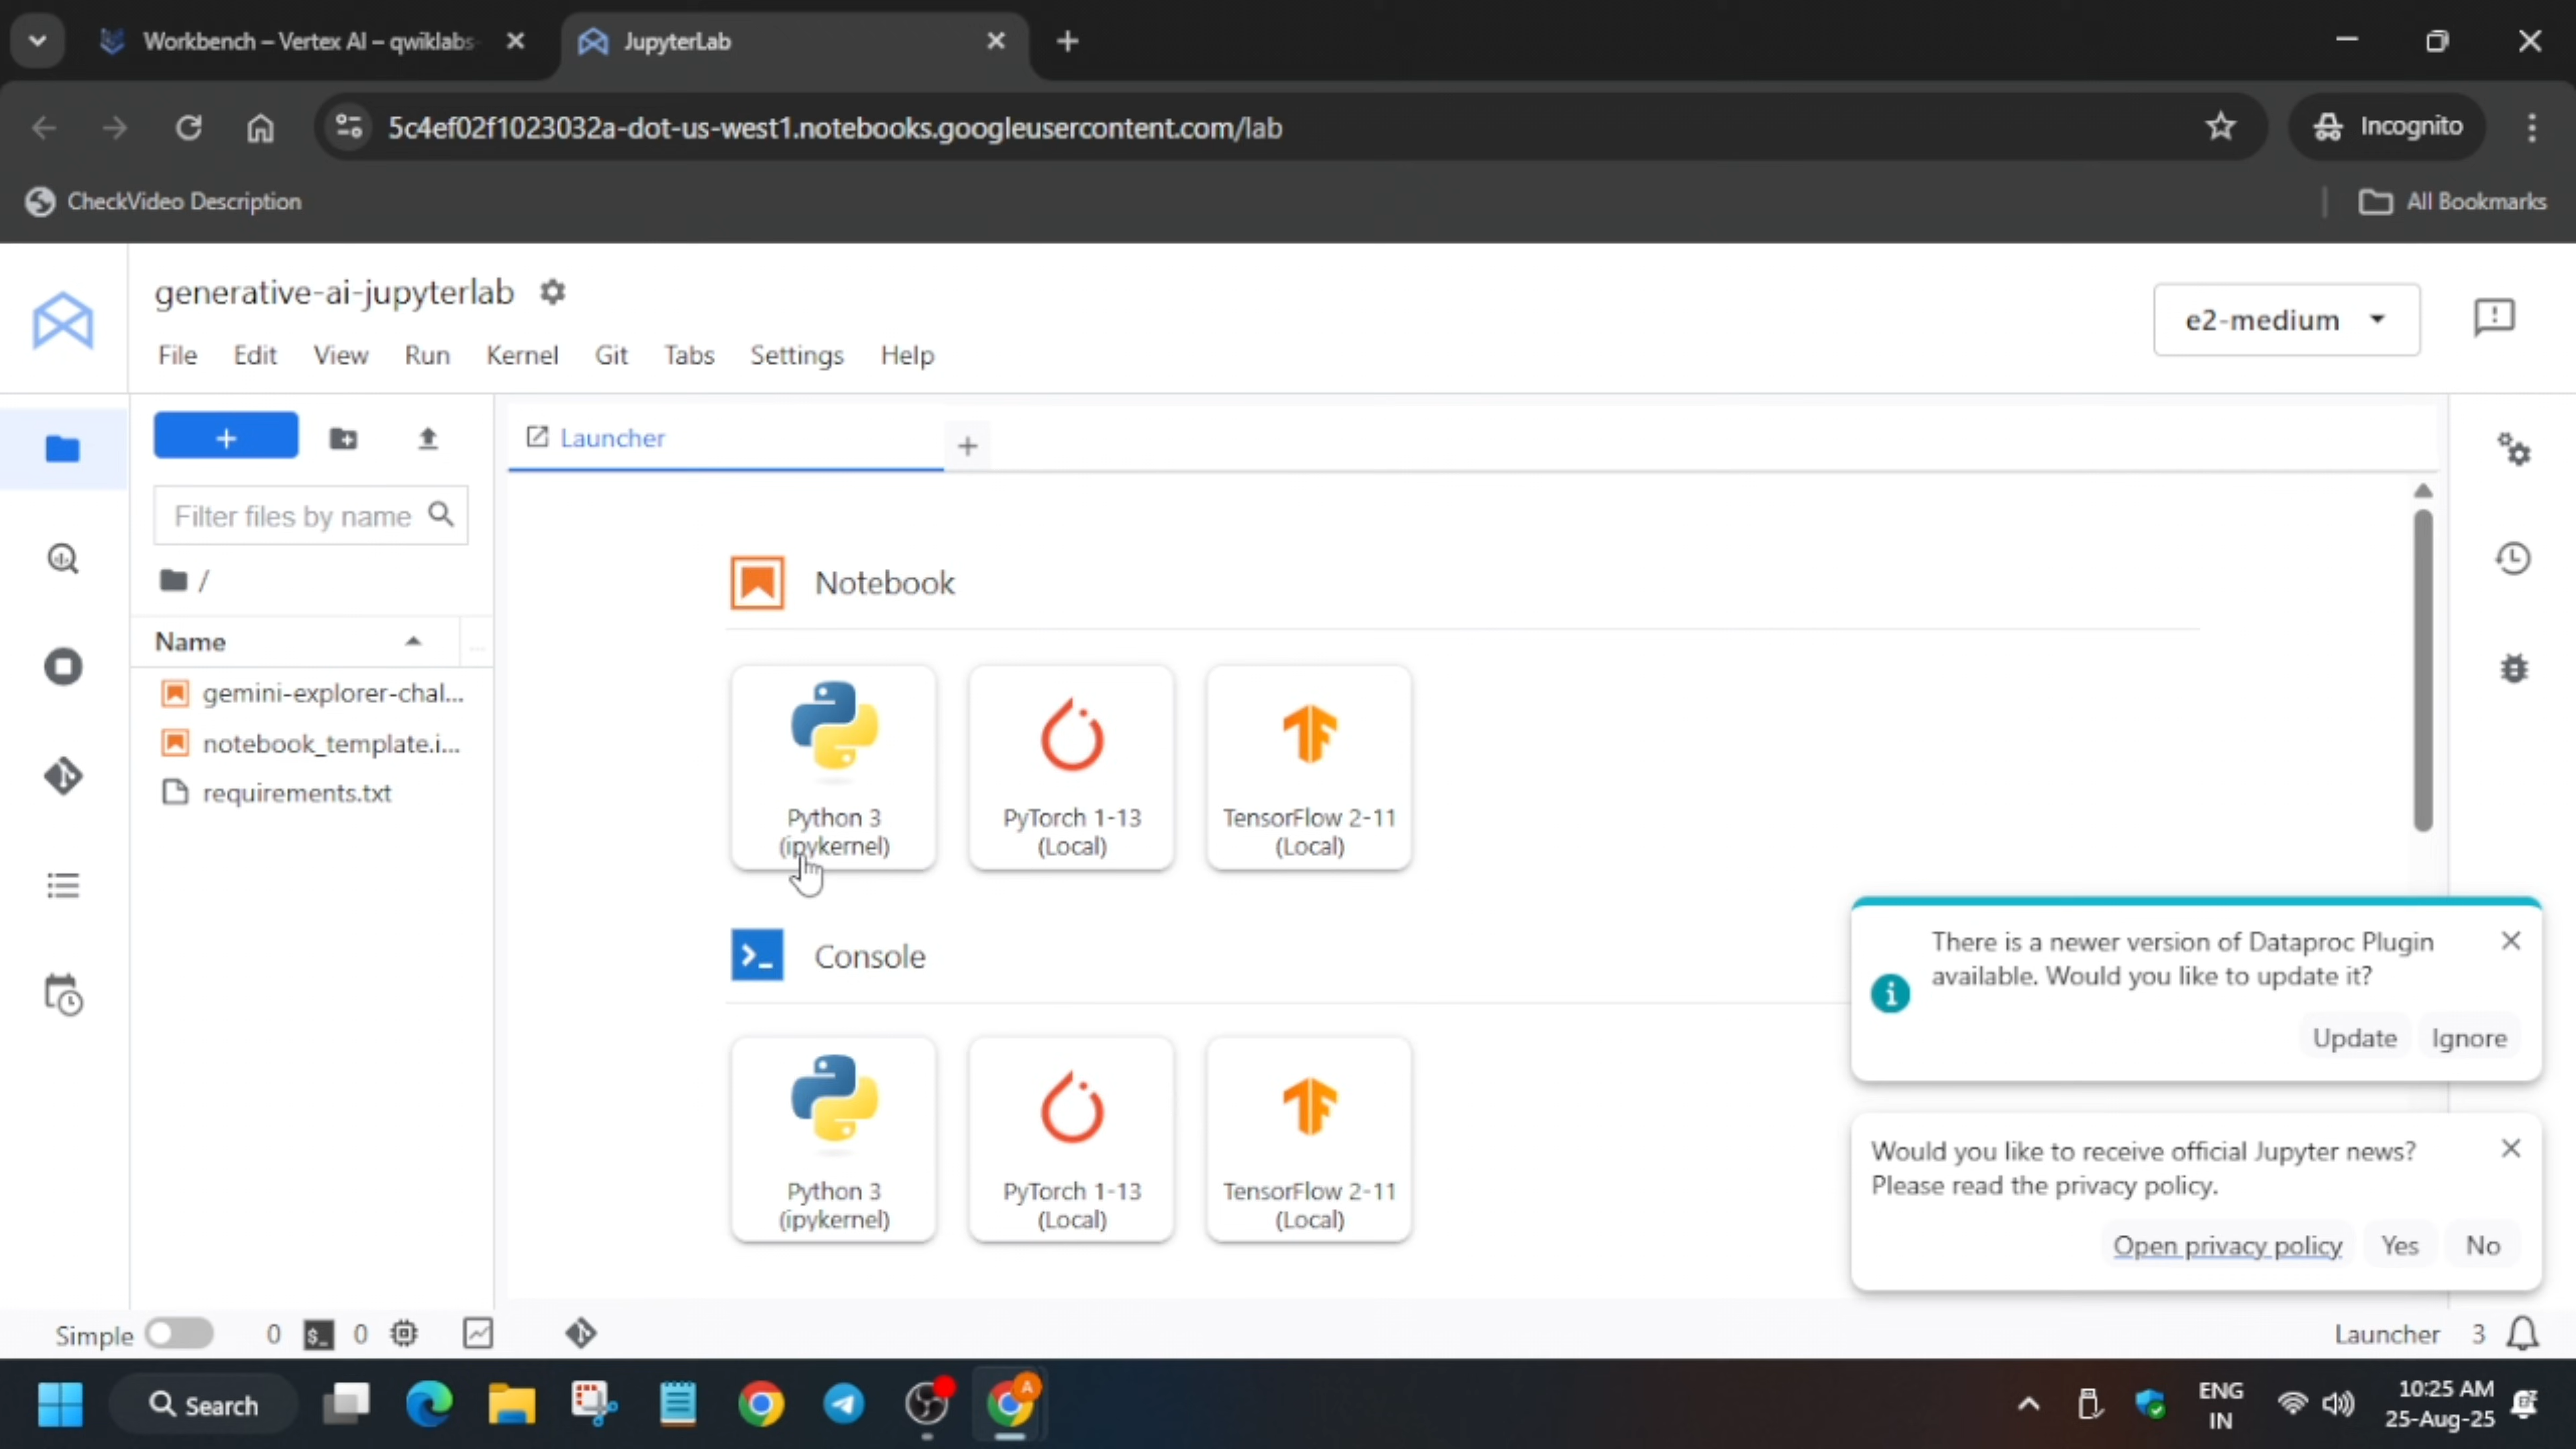 Workbench – Vertex AI – qwiklabs-
JupyterLab
5c4ef02f1023032a-dot-us-west1.notebooks.googleusercontent.com/lab
Incognito
CheckVideo Description
All Bookmarks
generative-ai-jupyterlab
e2-medium
File Edit View Run Kernel Git Tabs Settings Help
Launcher
Filter files by name
/
Name
...
gemini-explorer-chal...
notebook_template.i...
requirements.txt
Notebook
Python 3
(ipykernel)
PyTorch 1-13
(Local)
TensorFlow 2-11
(Local)
Console
Python 3
(ipykernel)
PyTorch 1-13
(Local)
TensorFlow 2-11
(Local)
There is a newer version of Dataproc Plugin
available. Would you like to update it?
Update Ignore
Would you like to receive official Jupyter news?
Please read the privacy policy.
Open privacy policy Yes No
Simple 0 $_ 0
Launcher 3
Search
A
ENG
IN
10:25 AM
25-Aug-25